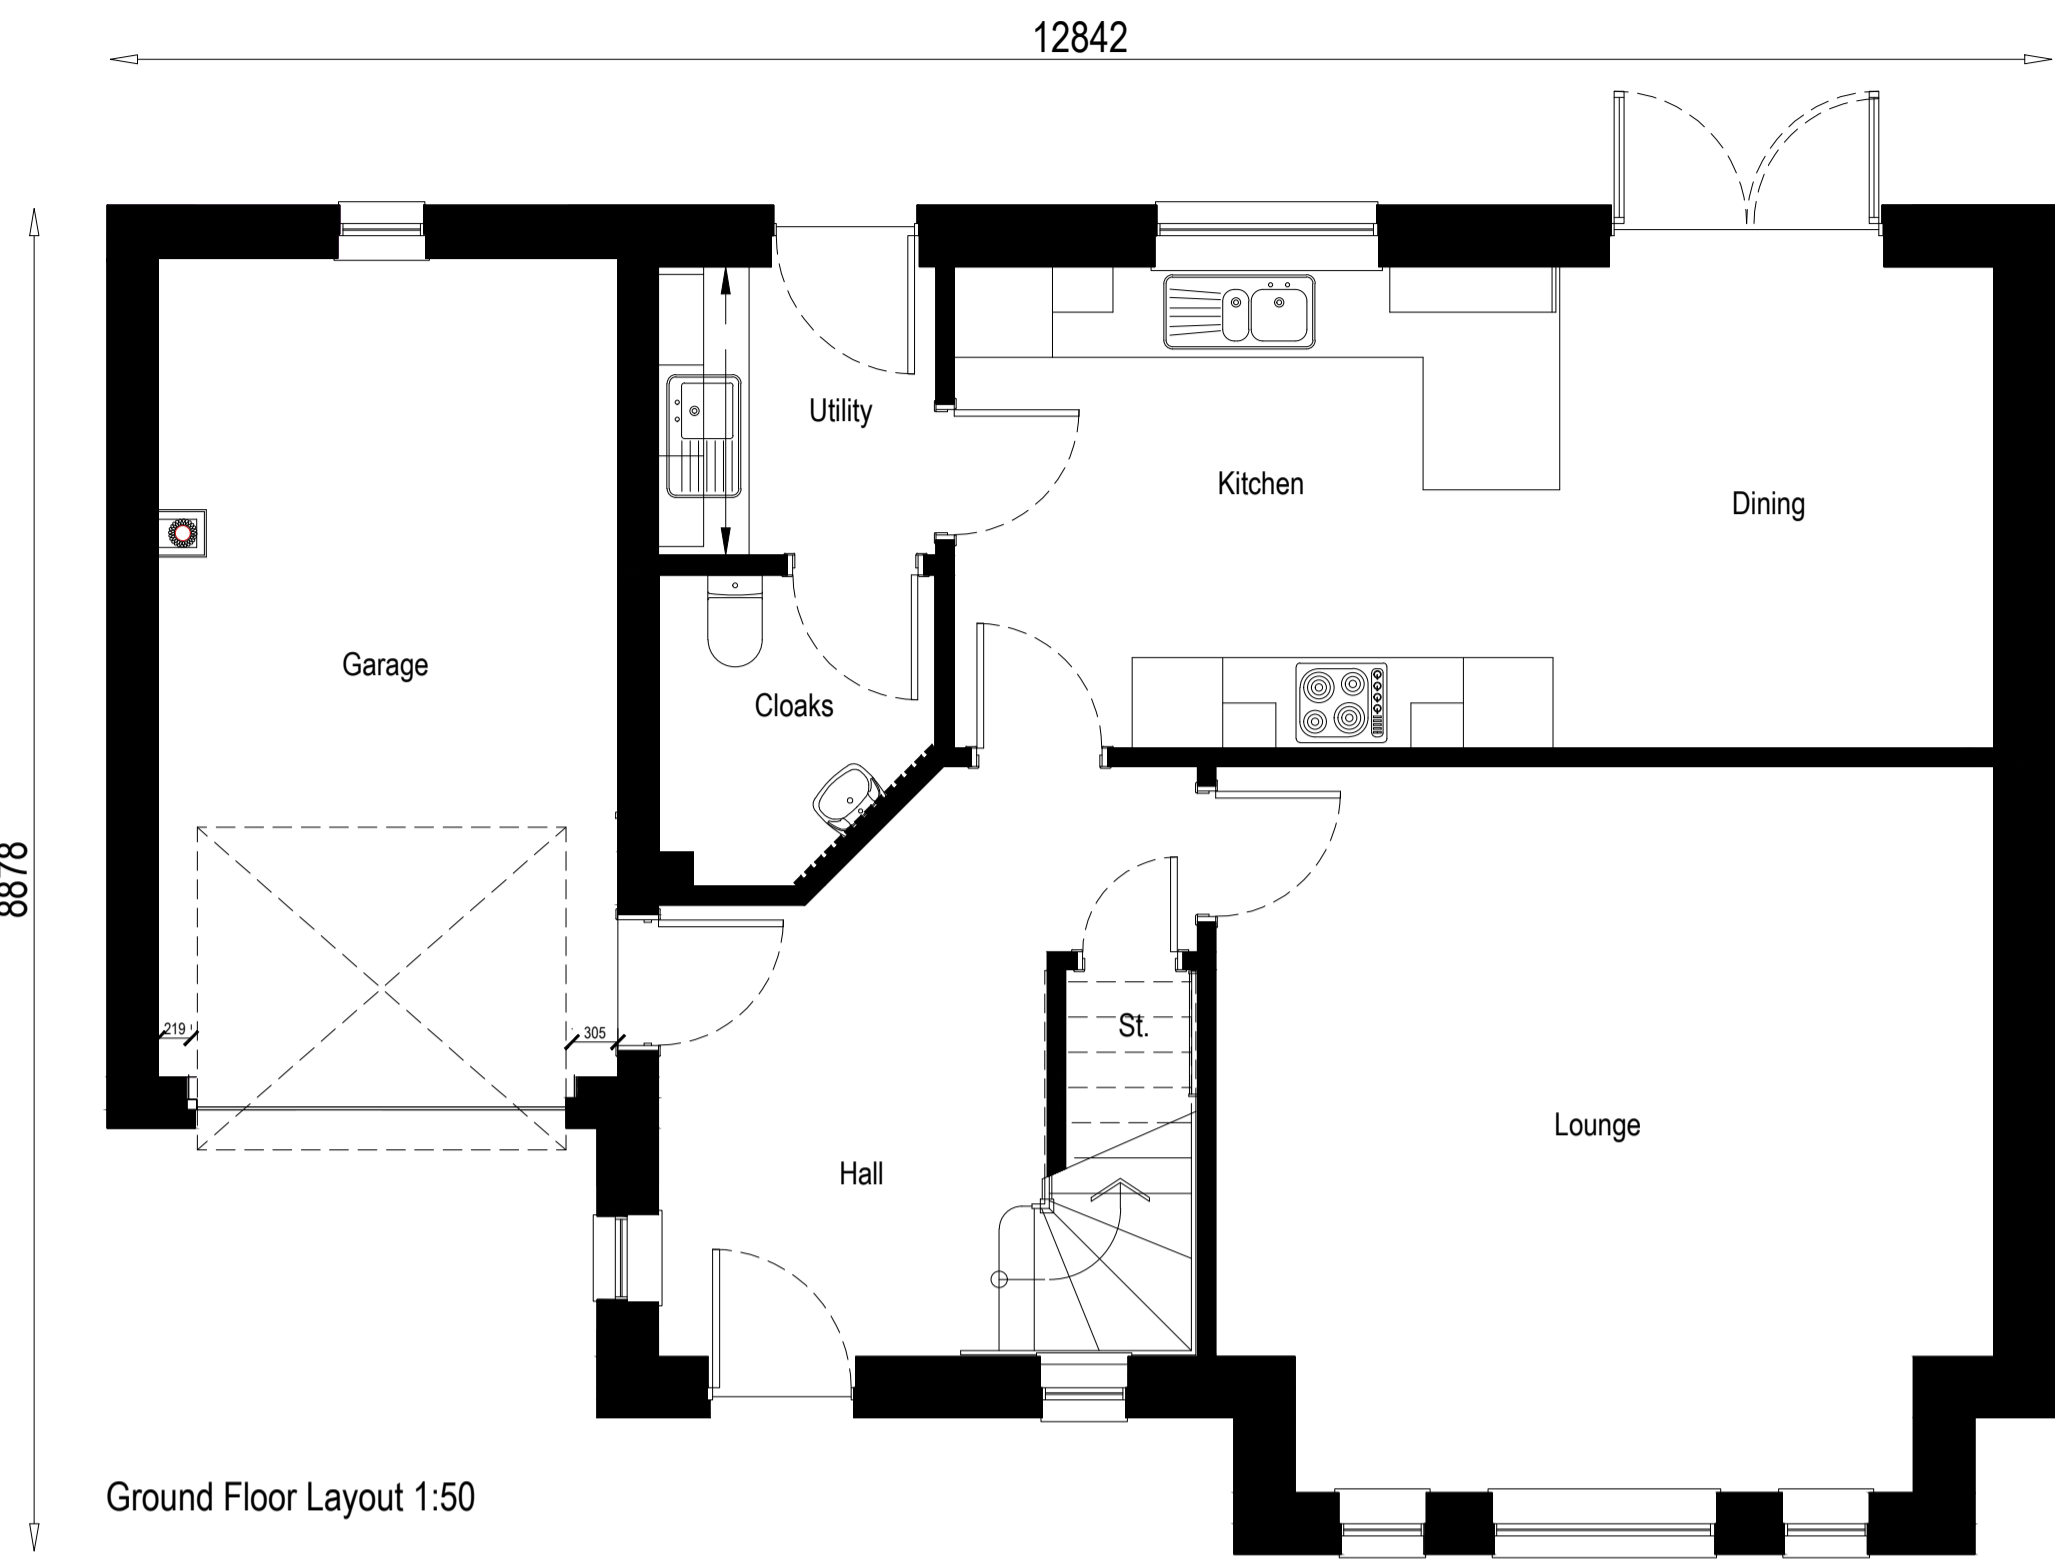 12842
Utility
Kitchen
Dining
Garage
Cloaks
8878
219
305
St.
Lounge
Hall
Ground Floor Layout 1:50